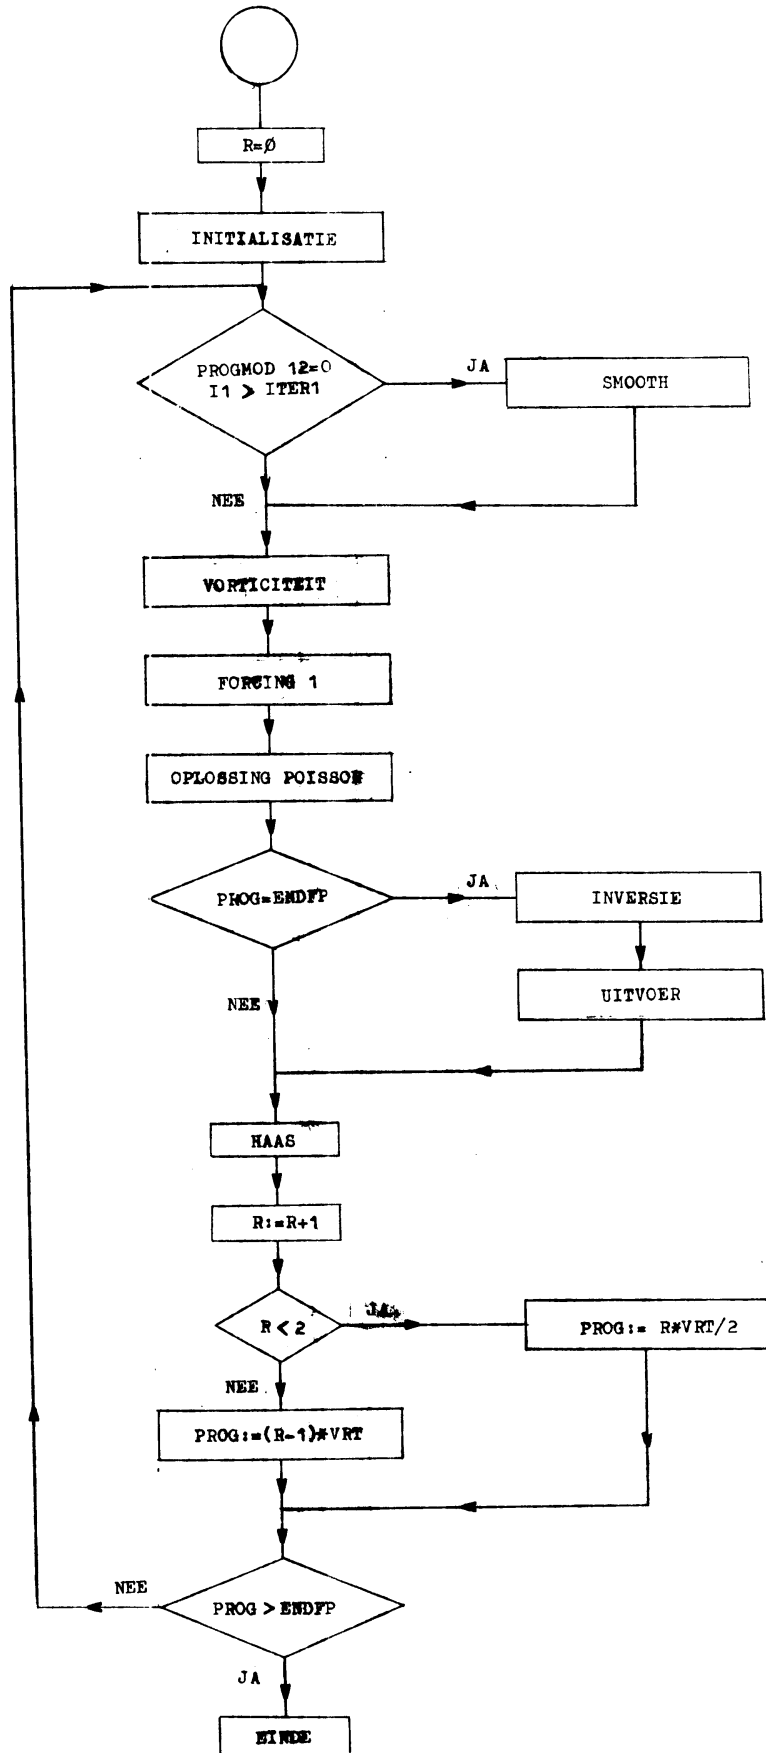 R=Ø
INITIALISATIE
PROGMOD 12=0
I1 > ITER1
JA
SMOOTH
NEE
VORTICITEIT
FORCING 1
OPLOSSING POISSON
PROG=ENDFP
JA
INVERSIE
NEE
UITVOER
HAAS
R:=R+1
R < 2
JA
PROG:= R*VRT/2
NEE
PROG:=(R-1)*VRT
NEE
PROG > ENDFP
JA
EINDE